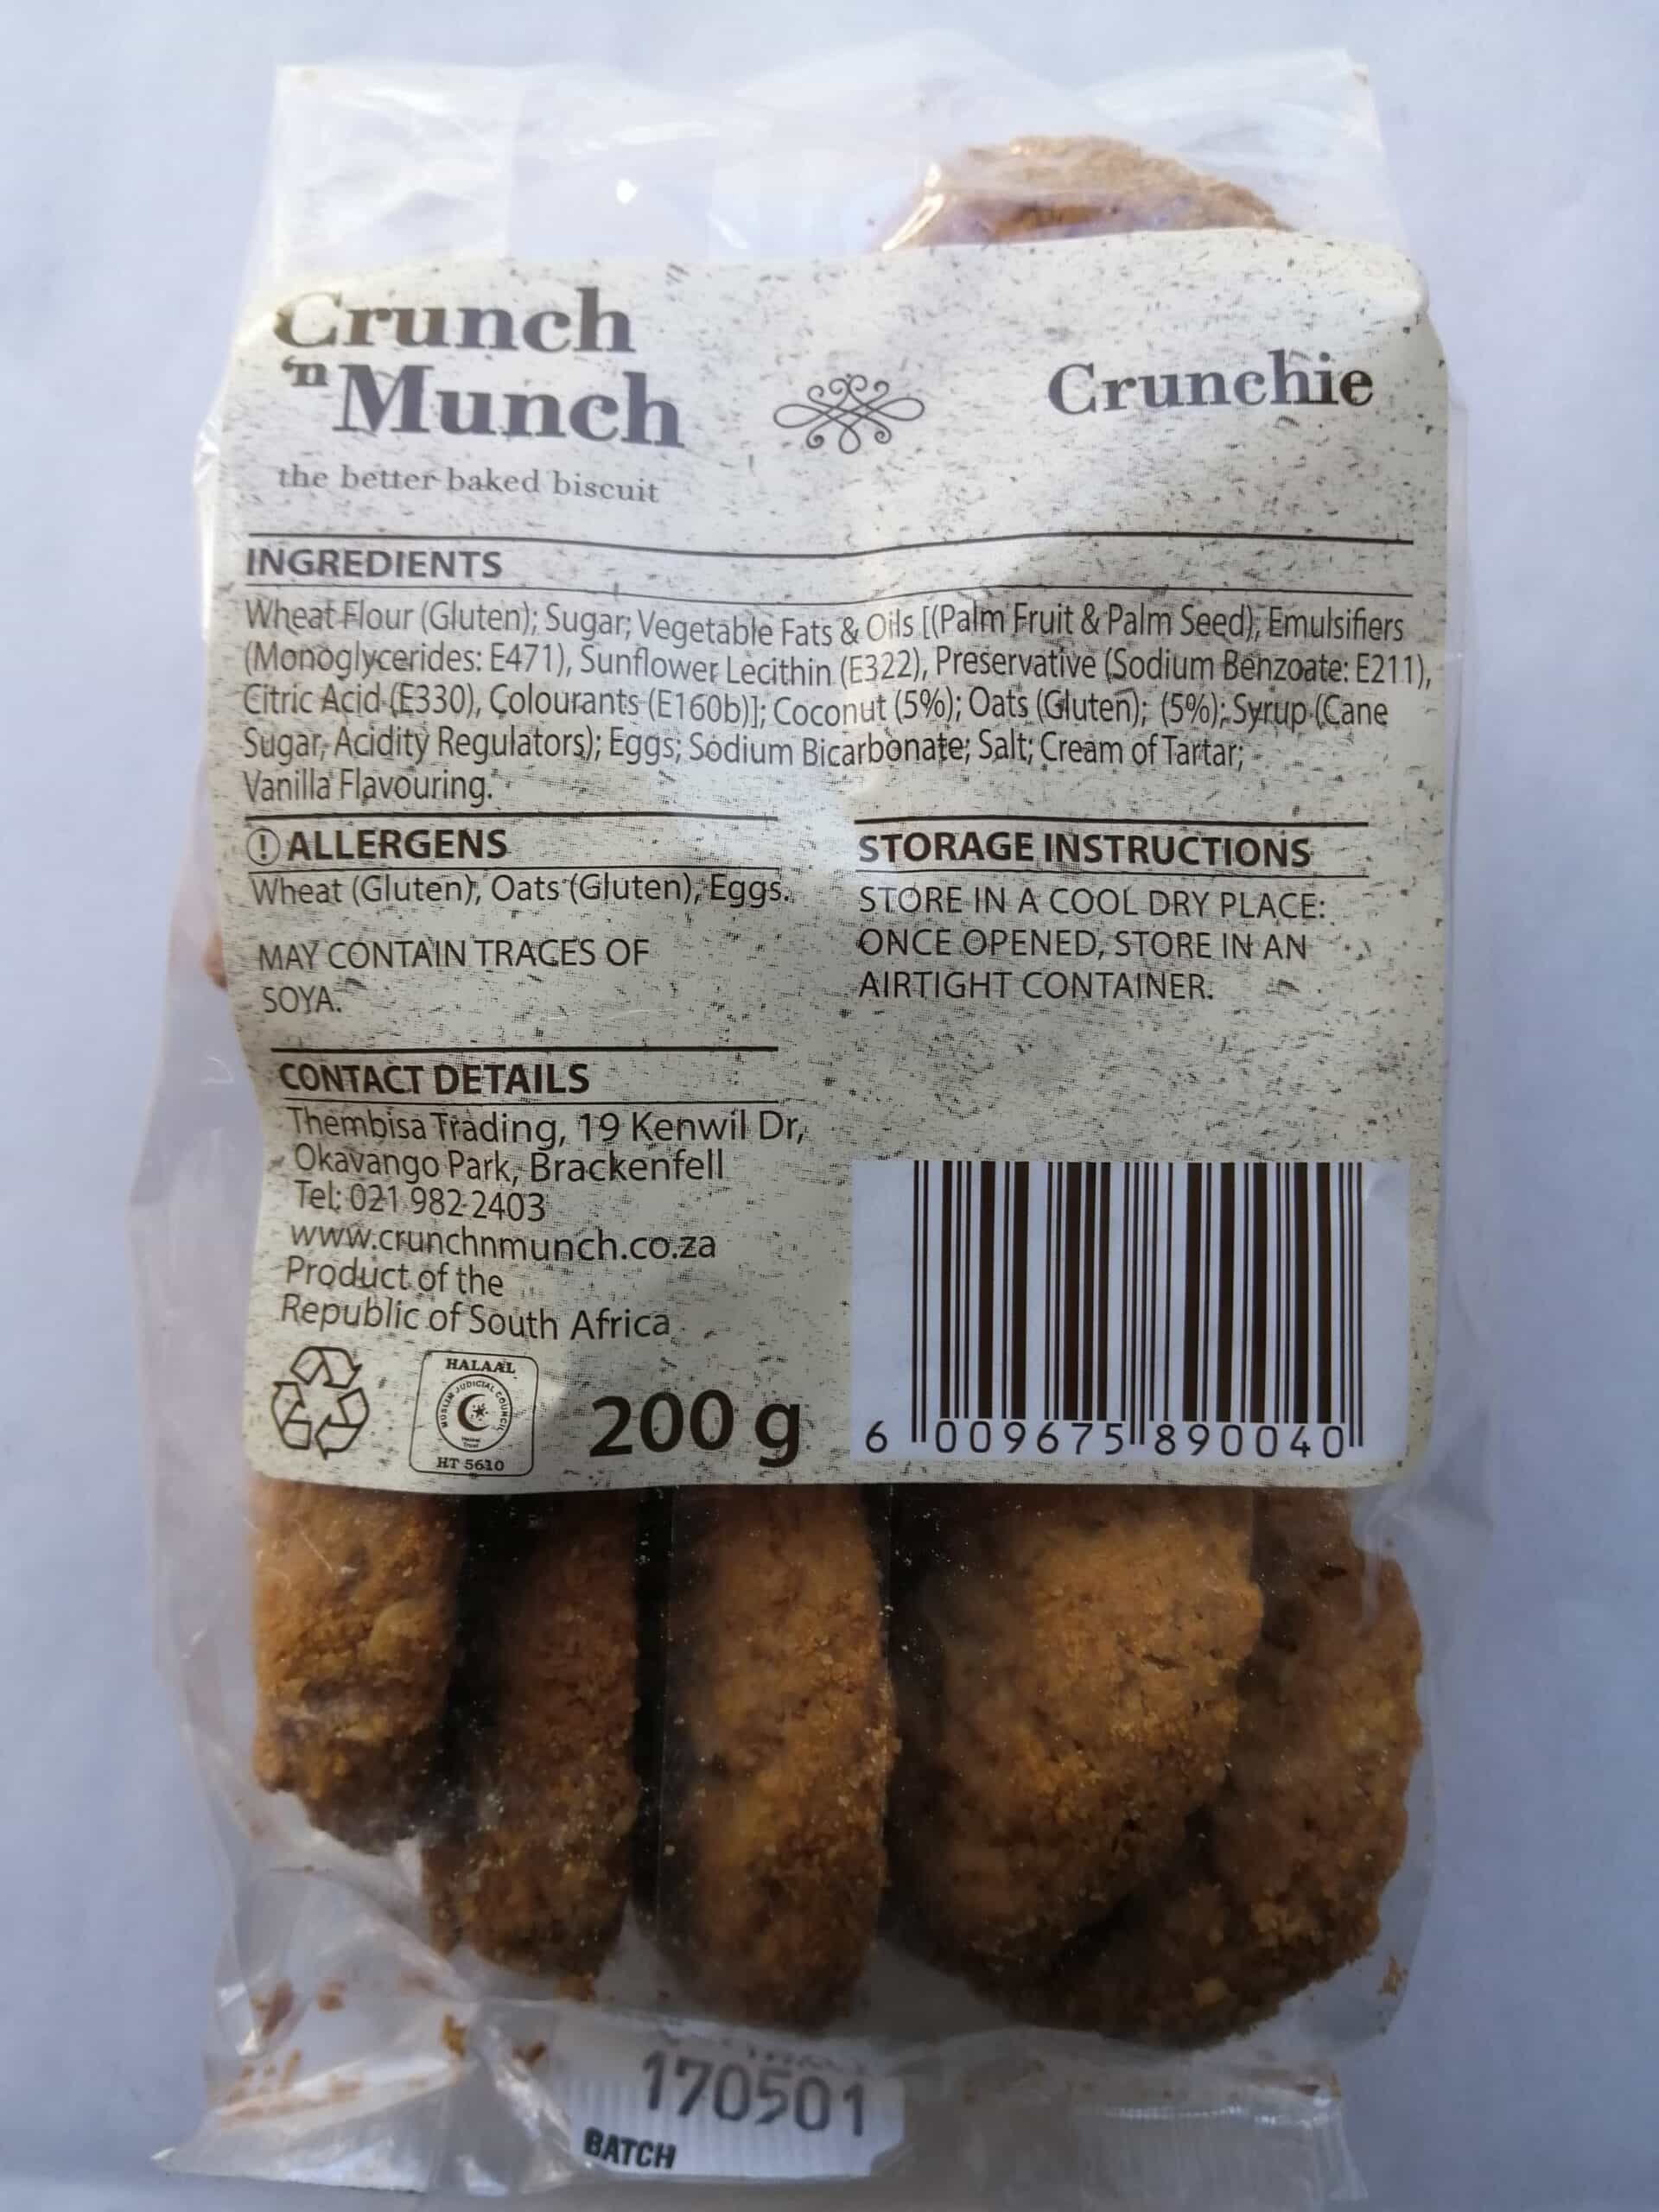 Crunch
'n Munch
the better baked biscuit
Crunchie
INGREDIENTS
Wheat Flour (Gluten); Sugar; Vegetable Fats & Oils [(Palm Fruit & Palm Seed), Emulsifiers
(Monoglycerides: E471), Sunflower Lecithin (E322), Preservative (Sodium Benzoate: E211),
Citric Acid (E330), Colourants (E160b)]; Coconut (5%); Oats (Gluten); (5%); Syrup (Cane
Sugar, Acidity Regulators); Eggs; Sodium Bicarbonate; Salt; Cream of Tartar;
Vanilla Flavouring.
! ALLERGENS
Wheat (Gluten), Oats (Gluten), Eggs.
MAY CONTAIN TRACES OF
SOYA.
STORAGE INSTRUCTIONS
STORE IN A COOL DRY PLACE:
ONCE OPENED, STORE IN AN
AIRTIGHT CONTAINER.
CONTACT DETAILS
Thembisa Trading, 19 Kenwil Dr,
Okavango Park, Brackenfell
Tel: 021 982 2403
www.crunchnmunch.co.za
Product of the
Republic of South Africa
HALAAL
MUSLIM JUDICIAL COUNCIL
Halaal
Trust
HT 5610
200 g
6 009675 890040
170501
BATCH